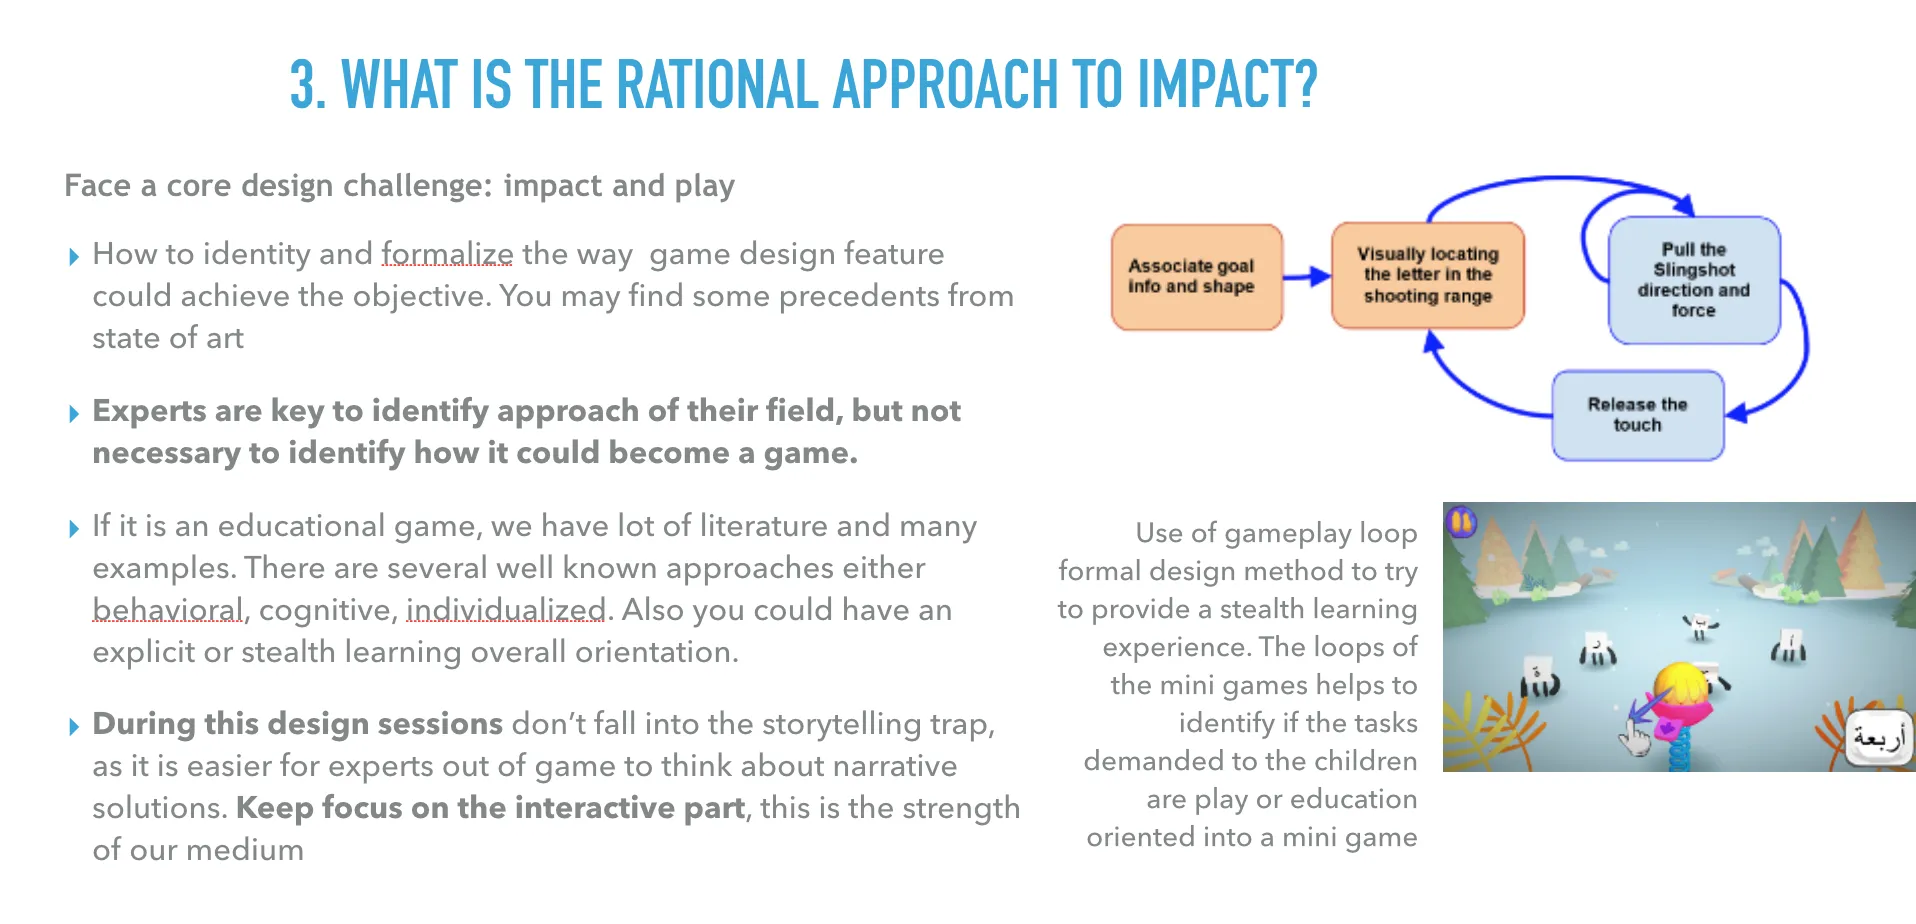 3. WHAT IS THE RATIONAL APPROACH TO IMPACT?
Face a core design challenge: impact and play
How to identity and formalize the way  game design feature
could achieve the objective. You may find some precedents from
state of art
Experts are key to identify approach of their field, but not
necessary to identify how it could become a game.
If it is an educational game, we have lot of literature and many
examples. There are several well known approaches either
behavioral, cognitive, individualized. Also you could have an
explicit or stealth learning overall orientation.
During this design sessions don’t fall into the storytelling trap,
as it is easier for experts out of game to think about narrative
solutions. Keep focus on the interactive part, this is the strength
of our medium
Associate goal
info and shape
Visually locating
the letter in the
shooting range
Pull the
Slingshot
direction and
force
Release the
touch
Use of gameplay loop
formal design method to try
to provide a stealth learning
experience. The loops of
the mini games helps to
identify if the tasks
demanded to the children
are play or education
oriented into a mini game
أربعة